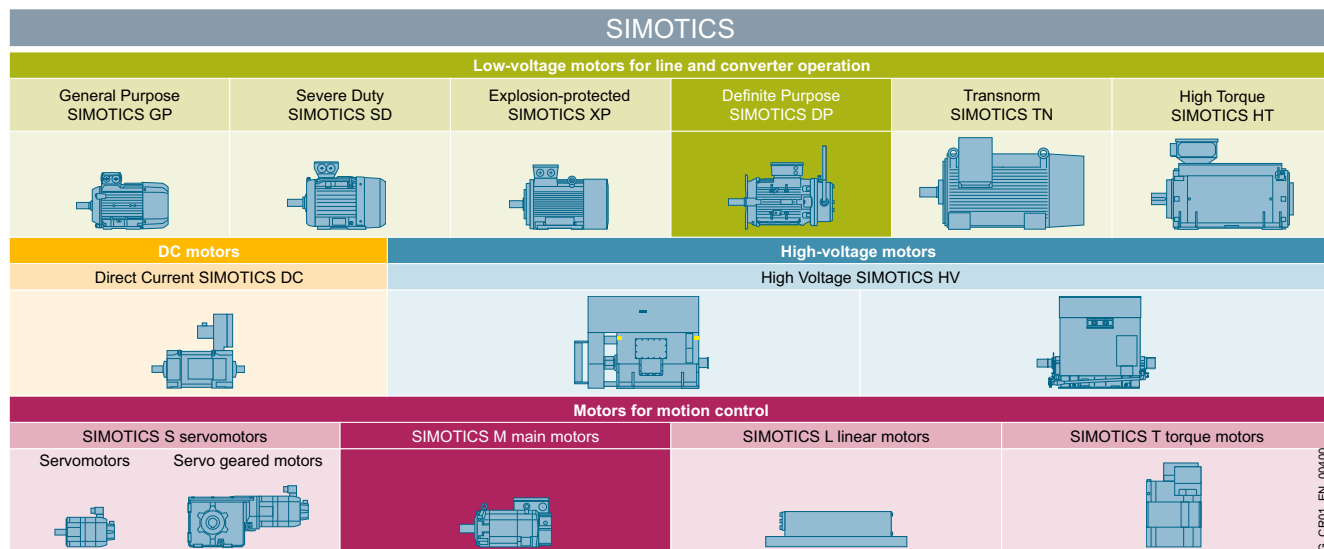 SIMOTICS
Low-voltage motors for line and converter operation
General Purpose
SIMOTICS GP
Severe Duty
SIMOTICS SD
Explosion-protected
SIMOTICS XP
Definite Purpose
SIMOTICS DP
Transnorm
SIMOTICS TN
High Torque
SIMOTICS HT
DC motors
High-voltage motors
Direct Current SIMOTICS DC
High Voltage SIMOTICS HV
Motors for motion control
SIMOTICS S servomotors
SIMOTICS M main motors
SIMOTICS L linear motors
SIMOTICS T torque motors
Servomotors
Servo geared motors